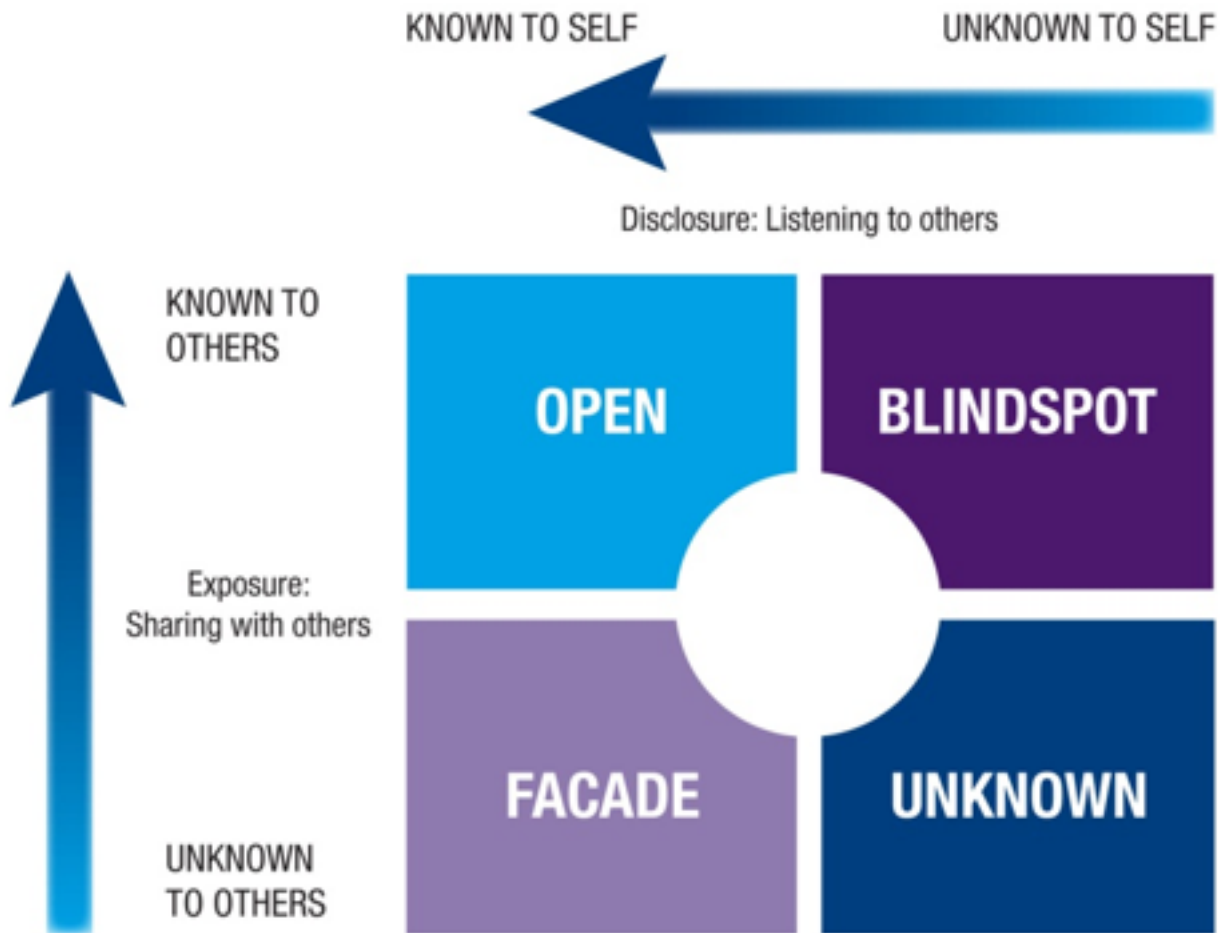 KNOWN TO SELF
UNKNOWN TO SELF
Disclosure: Listening to others
KNOWN TO
OTHERS
OPEN
BLINDSPOT
Exposure:
Sharing with others
FACADE
UNKNOWN
UNKNOWN
TO OTHERS